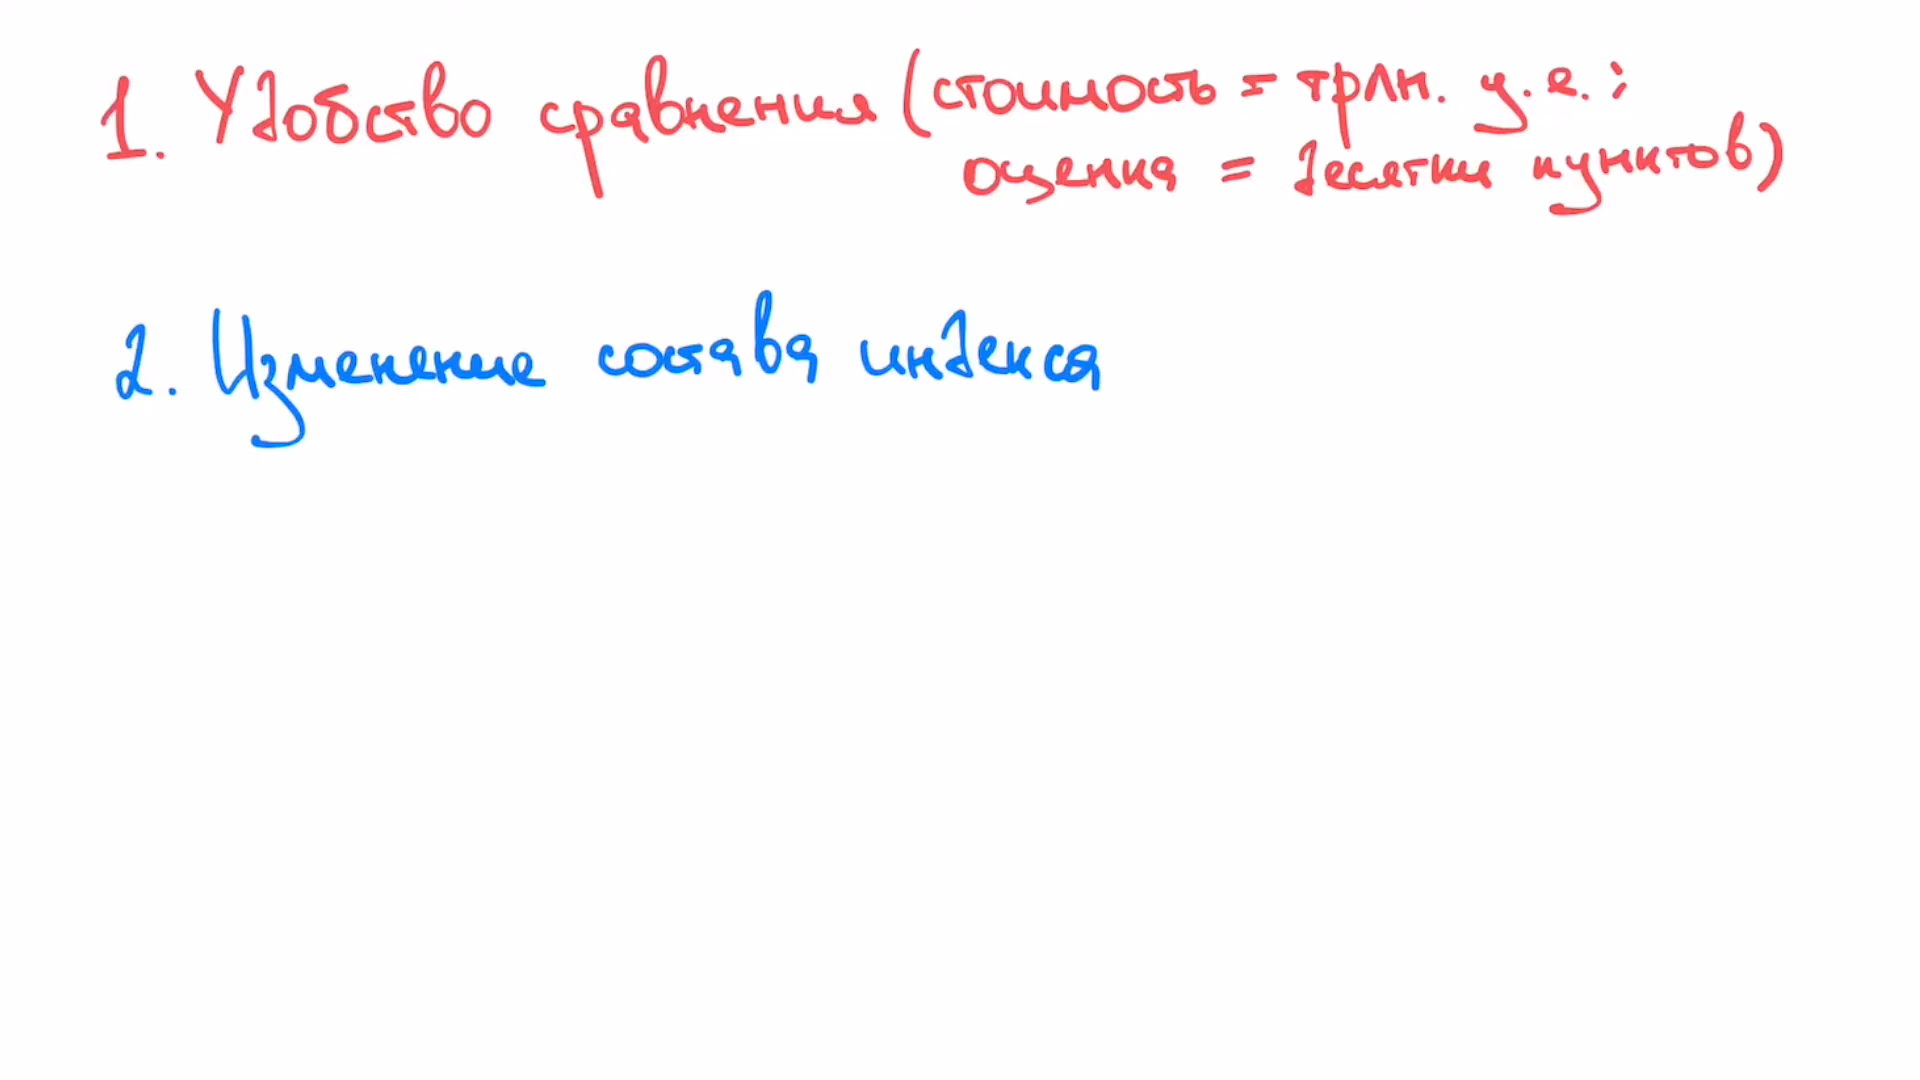 1. Удобство сравнения (стоимость = трлн. у.е.;
оценка = десятки пунктов)
2. Изменение состава индекса